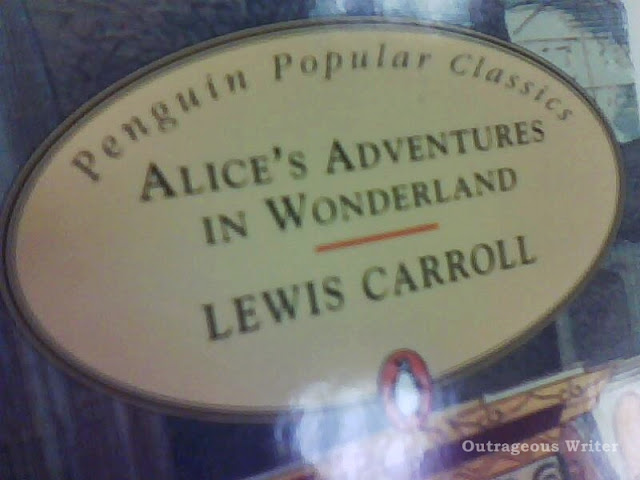 Penguin Popular Classics
ALICE'S ADVENTURES
IN WONDERLAND
LEWIS CARROLL
Outrageous Writer